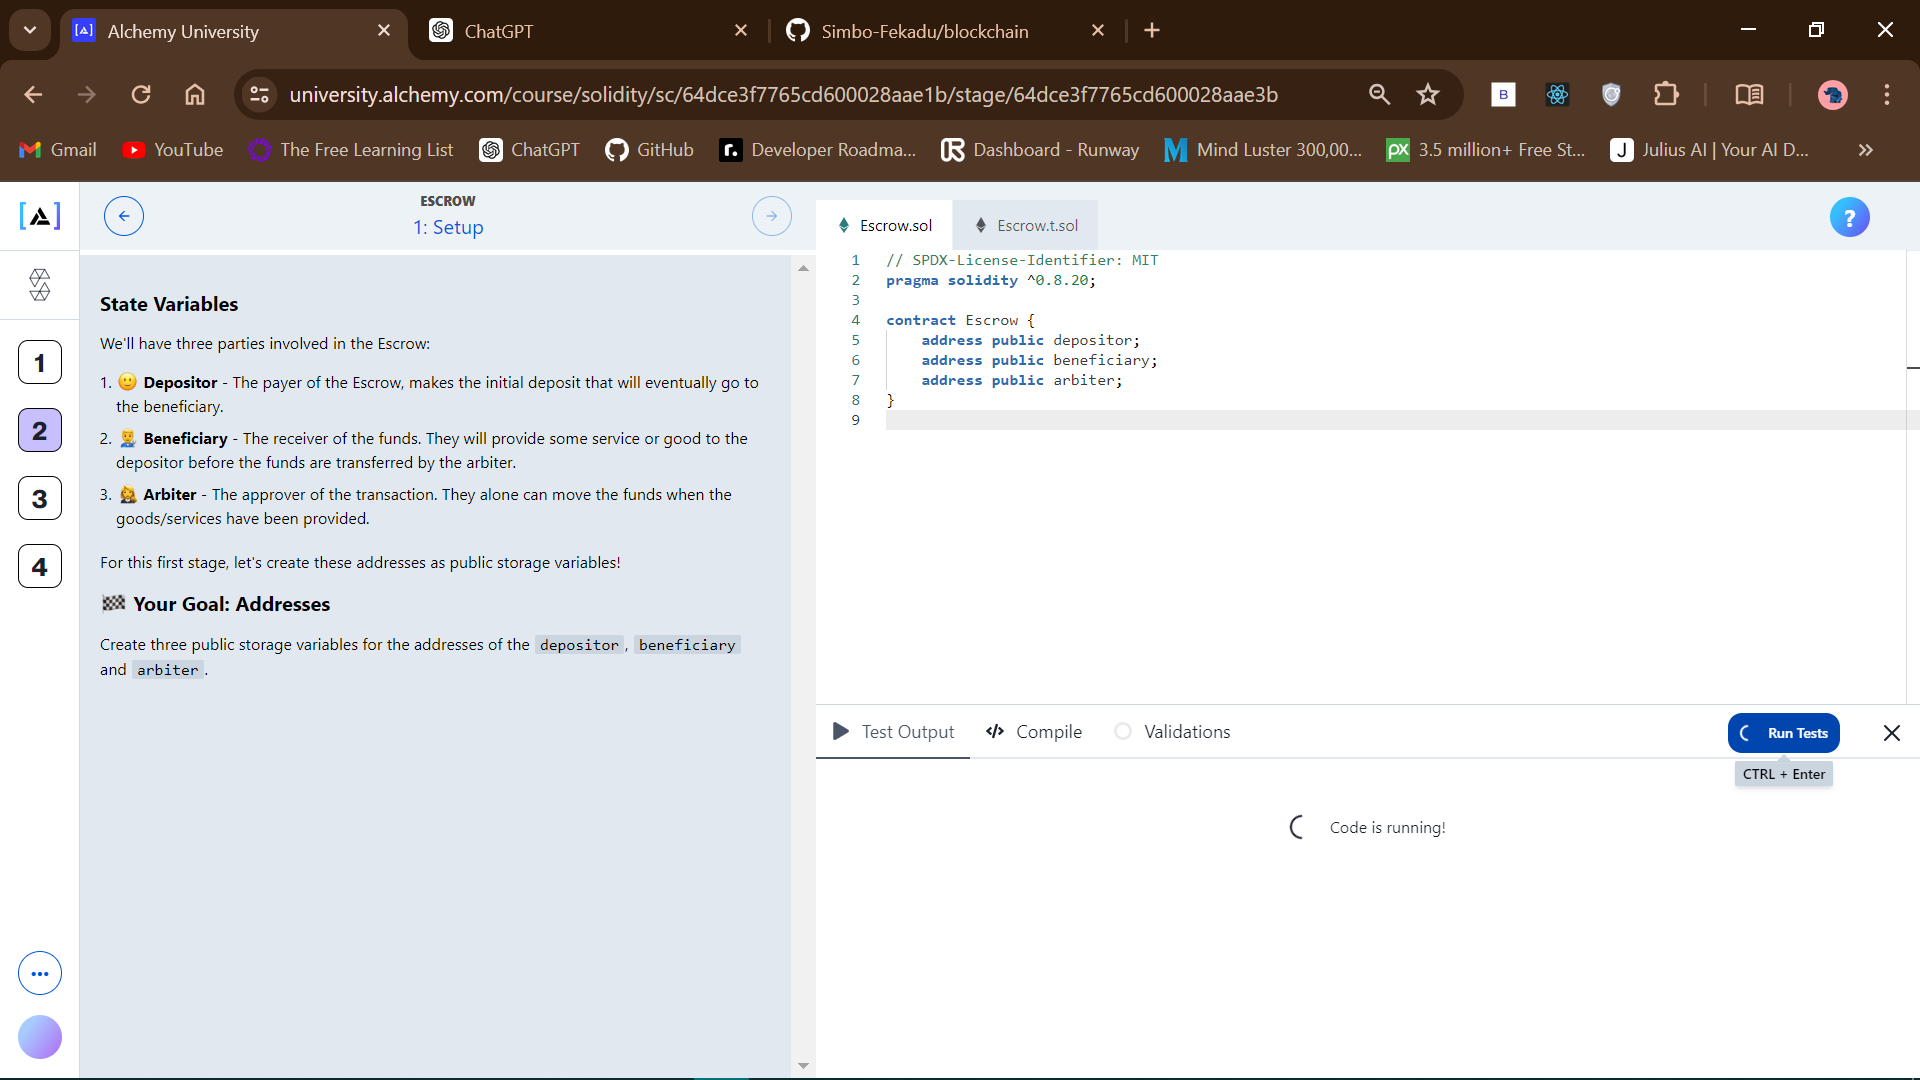 Alchemy University
ChatGPT
Simbo-Fekadu/blockchain
university.alchemy.com/course/solidity/sc/64dce3f7765cd600028aae1b/stage/64dce3f7765cd600028aae3b
B
Gmail
YouTube
The Free Learning List
ChatGPT
GitHub
r.
Developer Roadma...
Dashboard - Runway
Mind Luster 300,00...
px
3.5 million+ Free St...
J
Julius AI | Your AI D...
ESCROW
1: Setup
1
2
3
4
State Variables
We'll have three parties involved in the Escrow:
1. 🙂 Depositor - The payer of the Escrow, makes the initial deposit that will eventually go to
the beneficiary.
2. Beneficiary - The receiver of the funds. They will provide some service or good to the
depositor before the funds are transferred by the arbiter.
3. Arbiter - The approver of the transaction. They alone can move the funds when the
goods/services have been provided.
For this first stage, let's create these addresses as public storage variables!
🏁 Your Goal: Addresses
Create three public storage variables for the addresses of the depositor, beneficiary
and arbiter.
Escrow.sol
Escrow.t.sol
?
1 // SPDX-License-Identifier: MIT
2 pragma solidity ^0.8.20;
3
4 contract Escrow {
5 address public depositor;
6 address public beneficiary;
7 address public arbiter;
8 }
9
Test Output
Compile
Validations
Run Tests
CTRL + Enter
Code is running!